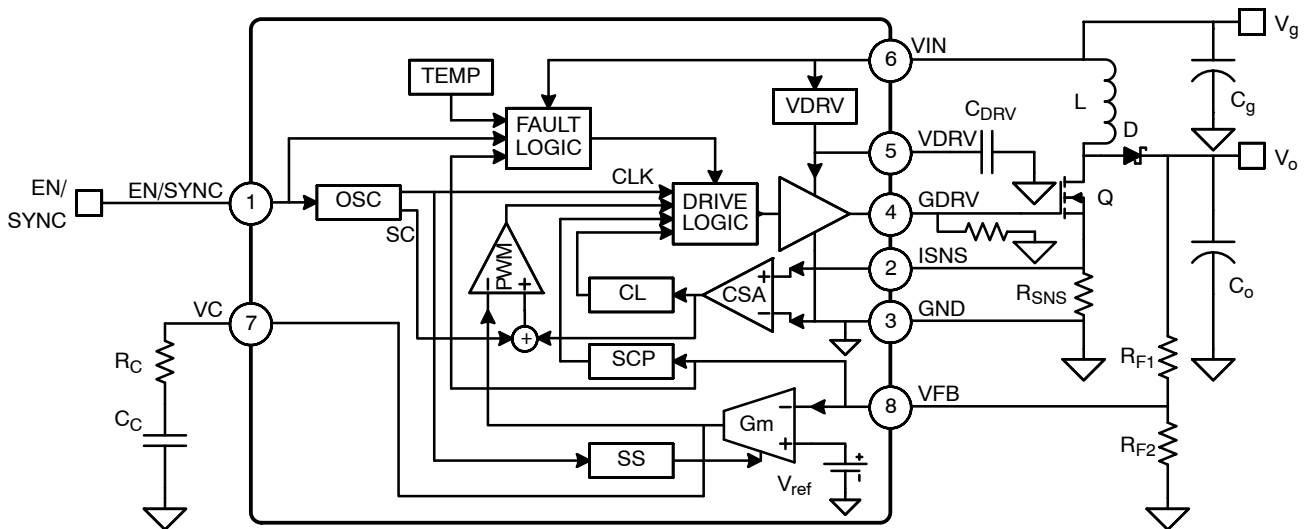 6
VIN
Vg
TEMP
VDRV
L
Cg
FAULT
LOGIC
CDRV
D
5
VDRV
Vo
EN/
SYNC
EN/SYNC
1
OSC
CLK
DRIVE
LOGIC
4
GDRV
Q
SC
PWM
− +
2
ISNS
CL
CSA
+
−
RSNS
Co
VC
7
+
3
GND
RC
SCP
RF1
CC
8
VFB
Gm
−
+
SS
Vref
+
-
RF2